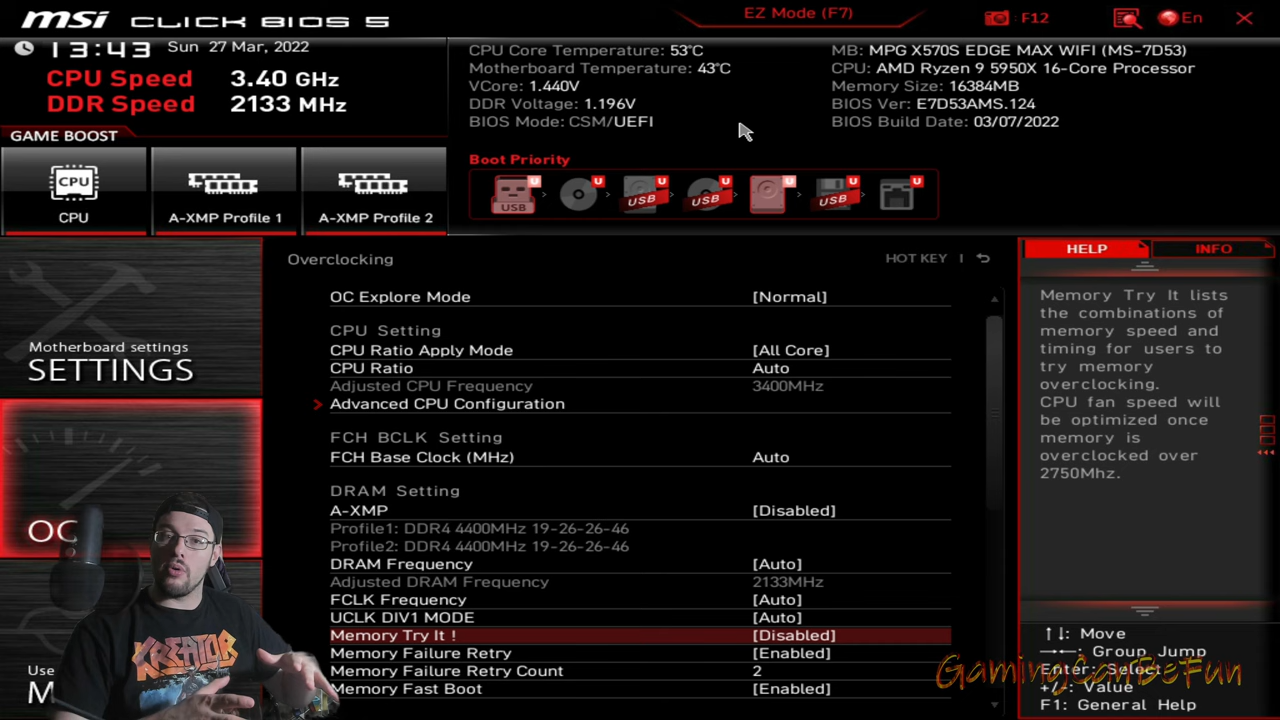 msi CLICK BIOS 5
EZ Mode (F7)
F12
En
13:43
Sun 27 Mar, 2022
CPU Speed 3.40 GHz
DDR Speed 2133 MHz
CPU Core Temperature: 53°C
Motherboard Temperature: 43°C
VCore: 1.440V
DDR Voltage: 1.196V
BIOS Mode: CSM/UEFI
MB: MPG X570S EDGE MAX WIFI (MS-7D53)
CPU: AMD Ryzen 9 5950X 16-Core Processor
Memory Size: 16384MB
BIOS Ver: E7D53AMS.124
BIOS Build Date: 03/07/2022
GAME BOOST
CPU
CPU
A-XMP Profile 1
A-XMP Profile 2
Boot Priority
USB U U USB U USB U U USB U U
Motherboard settings
SETTINGS
OC
Use
M
Overclocking
HOT KEY
OC Explore Mode [Normal]
CPU Setting
CPU Ratio Apply Mode [All Core]
CPU Ratio Auto
Adjusted CPU Frequency 3400MHz
Advanced CPU Configuration
FCH BCLK Setting
FCH Base Clock (MHz) Auto
DRAM Setting
A-XMP [Disabled]
Profile1: DDR4 4400MHz 19-26-26-46
Profile2: DDR4 4400MHz 19-26-26-46
DRAM Frequency [Auto]
Adjusted DRAM Frequency 2133MHz
FCLK Frequency [Auto]
UCLK DIV1 MODE [Auto]
Memory Try It ! [Disabled]
Memory Failure Retry [Enabled]
Memory Failure Retry Count 2
Memory Fast Boot [Enabled]
HELP
INFO
Memory Try It lists
the combinations of
memory speed and
timing for users to
try memory
overclocking.
CPU fan speed will
be optimized once
memory is
overclocked over
2750Mhz.
↑↓: Move
→←: Group Jump
Enter: Select
+/-: Value
F1: General Help
GamingCanBeFun
KREATOR